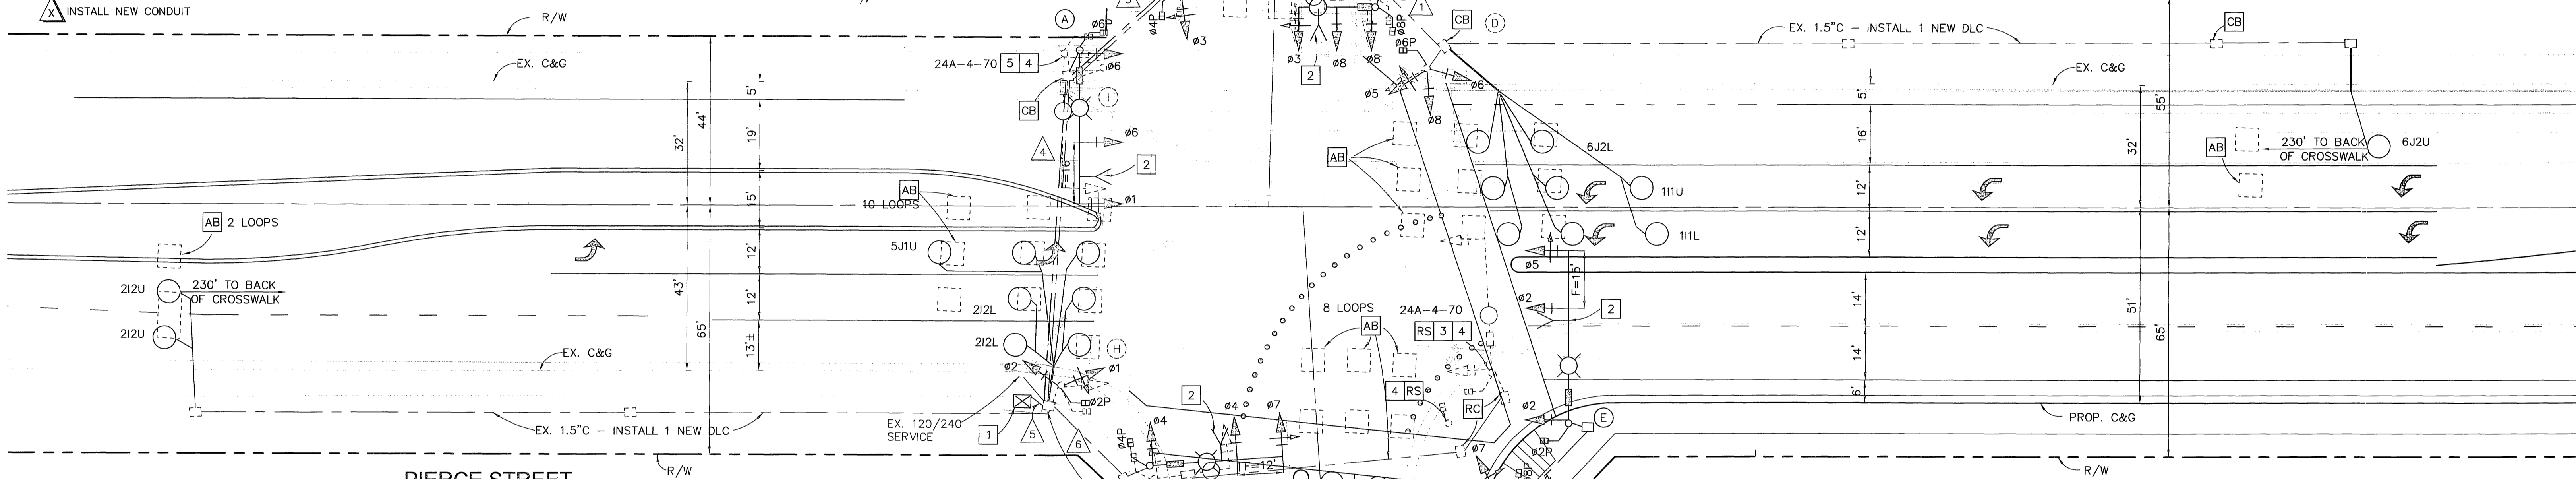 X INSTALL NEW CONDUIT
R/W
EX. C&G
5'
19'
32'
44'
15'
AB 2 LOOPS
12'
12'
43'
65'
13'±
2I2U
230' TO BACK
OF CROSSWALK
2I2U
EX. C&G
EX. 1.5"C - INSTALL 1 NEW DLC
R/W
PIERCE STREET
A
ø6P
ø4P
ø3
24A-4-70 5 4
ø6
CB
I
4
ø6
F=16'
2
ø1
AB
10 LOOPS
5J1U
2I2L
2I2L
H
ø2
ø1
ø2P
EX. 120/240
SERVICE
1
5
6
ø4P
ø4
2
ø4
ø7
F=12'
ø3
ø8
ø8
2
ø8P
ø6P
1
CB
D
ø5
ø6
ø8
AB
6J2L
1I1U
1I1L
ø5
F=15'
ø2
2
8 LOOPS
AB
24A-4-70
RS 3 4
4 RS
RC
ø2
E
ø7
ø2P
ø8P
EX. 1.5"C - INSTALL 1 NEW DLC
CB
EX. C&G
5'
16'
12'
12'
14'
14'
6'
32'
55'
51'
65'
AB
230' TO BACK
OF CROSSWALK
6J2U
PROP. C&G
R/W